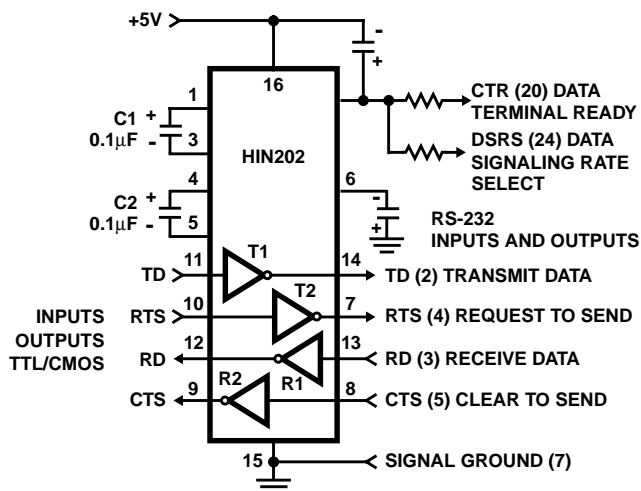 +5V
-
+
16
1
C1 +
0.1μF -
3
HIN202
CTR (20) DATA
TERMINAL READY
DSRS (24) DATA
SIGNALING RATE
SELECT
4
C2 +
0.1μF -
5
6
-
+
RS-232
INPUTS AND OUTPUTS
T1
11
14
TD
TD (2) TRANSMIT DATA
T2
10
7
INPUTS
OUTPUTS
TTL/CMOS
RTS
RTS (4) REQUEST TO SEND
12
13
RD
RD (3) RECEIVE DATA
R1
9
R2
8
CTS
CTS (5) CLEAR TO SEND
15
SIGNAL GROUND (7)